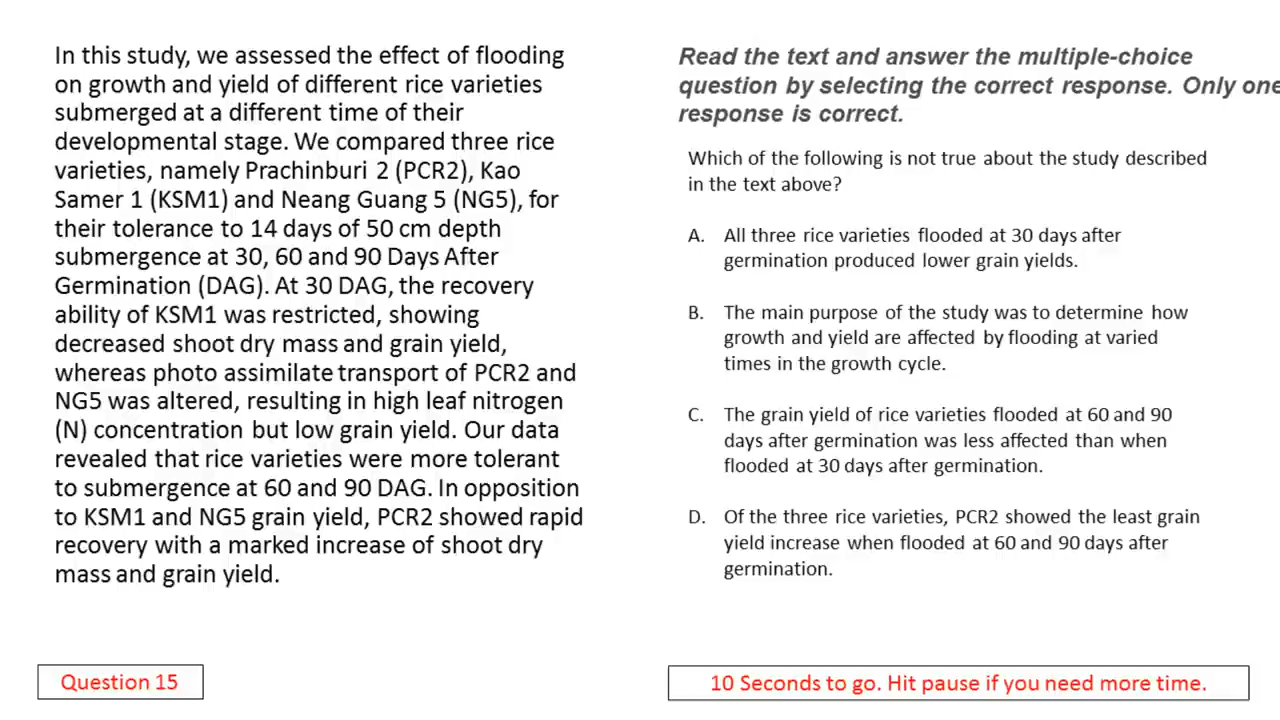 In this study, we assessed the effect of flooding
on growth and yield of different rice varieties
submerged at a different time of their
developmental stage. We compared three rice
varieties, namely Prachinburi 2 (PCR2), Kao
Samer 1 (KSM1) and Neang Guang 5 (NG5), for
their tolerance to 14 days of 50 cm depth
submergence at 30, 60 and 90 Days After
Germination (DAG). At 30 DAG, the recovery
ability of KSM1 was restricted, showing
decreased shoot dry mass and grain yield,
whereas photo assimilate transport of PCR2 and
NG5 was altered, resulting in high leaf nitrogen
(N) concentration but low grain yield. Our data
revealed that rice varieties were more tolerant
to submergence at 60 and 90 DAG. In opposition
to KSM1 and NG5 grain yield, PCR2 showed rapid
recovery with a marked increase of shoot dry
mass and grain yield.
Question 15
Read the text and answer the multiple-choice
question by selecting the correct response. Only one
response is correct.
Which of the following is not true about the study described
in the text above?
A. All three rice varieties flooded at 30 days after
germination produced lower grain yields.
B. The main purpose of the study was to determine how
growth and yield are affected by flooding at varied
times in the growth cycle.
C. The grain yield of rice varieties flooded at 60 and 90
days after germination was less affected than when
flooded at 30 days after germination.
D. Of the three rice varieties, PCR2 showed the least grain
yield increase when flooded at 60 and 90 days after
germination.
10 Seconds to go. Hit pause if you need more time.